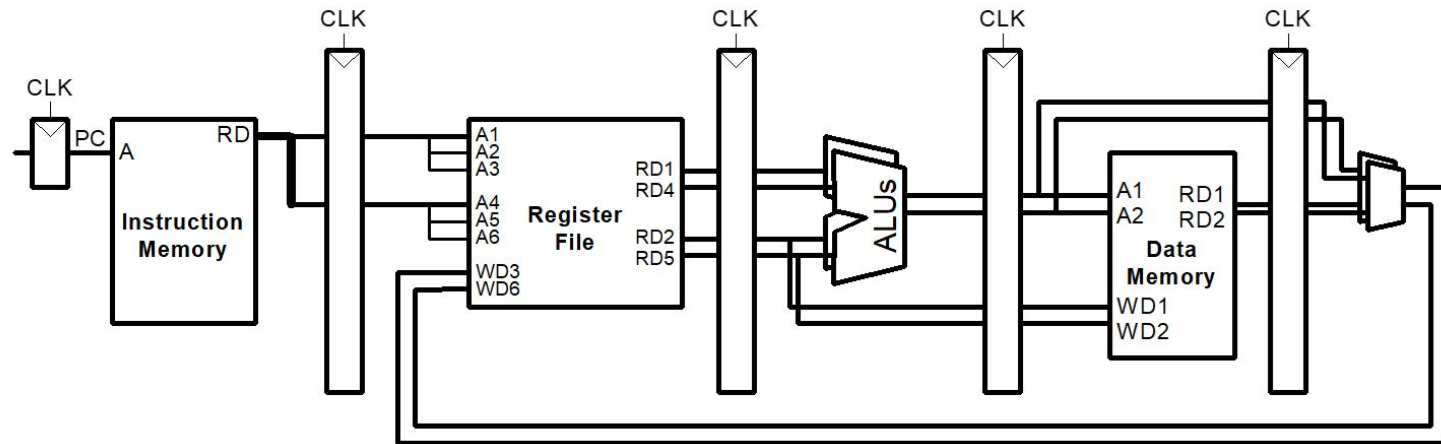 CLK
CLK
CLK
CLK
CLK
PC
A
RD
Instruction
Memory
A1
A2
A3
A4
A5
A6
WD3
WD6
Register
File
RD1
RD4
RD2
RD5
ALUs
A1
A2
RD1
RD2
Data
Memory
WD1
WD2